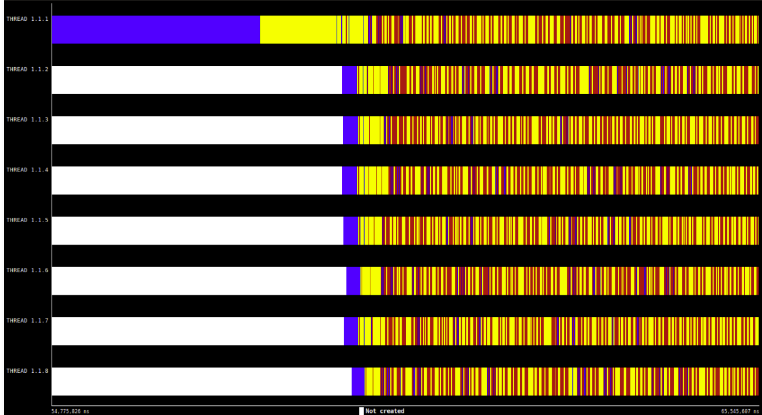 THREAD 1.1.1
THREAD 1.1.2
THREAD 1.1.3
THREAD 1.1.4
THREAD 1.1.5
THREAD 1.1.6
THREAD 1.1.7
THREAD 1.1.8
54,775,826 ns
Not created
65,545,607 ns